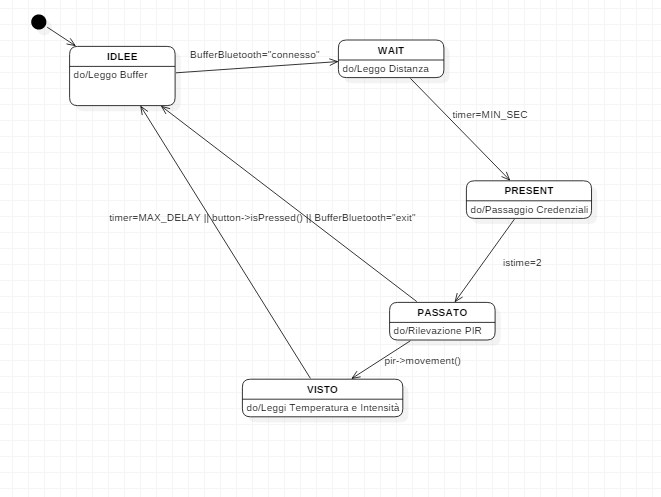 IDLEE
do/Leggo Buffer
BufferBluetooth="connesso"
WAIT
do/Leggo Distanza
timer=MIN_SEC
PRESENT
do/Passaggio Credenziali
timer=MAX_DELAY || button->isPressed() || BufferBluetooth="exit"
istime=2
PASSATO
do/Rilevazione PIR
pir->movement()
VISTO
do/Leggi Temperatura e Intensità